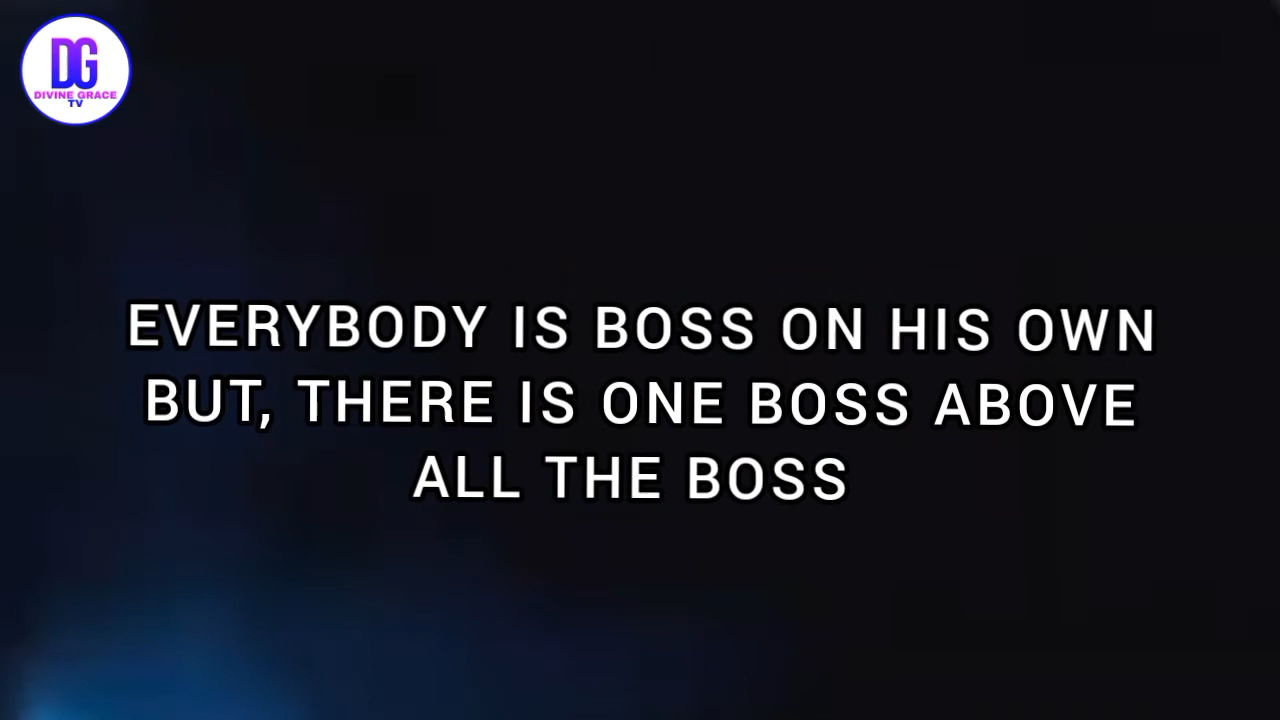 DG
DIVINE GRACE
TV
EVERYBODY IS BOSS ON HIS OWN
BUT, THERE IS ONE BOSS ABOVE
ALL THE BOSS